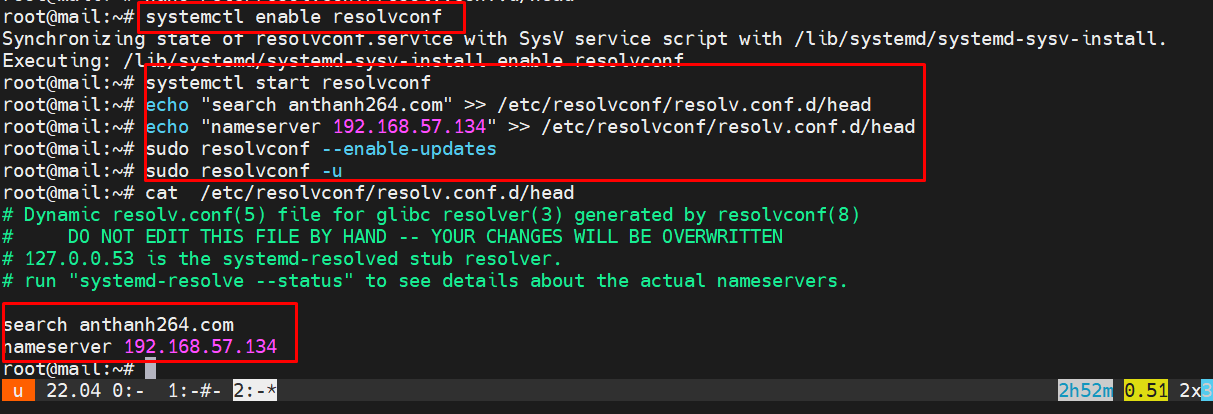 root@mail:~# systemctl enable resolvconf
Synchronizing state of resolvconf.service with SysV service script with /lib/systemd/systemd-sysv-install.
Executing: /lib/systemd/systemd-sysv-install enable resolvconf
root@mail:~# systemctl start resolvconf
root@mail:~# echo "search anthanh264.com" >> /etc/resolvconf/resolv.conf.d/head
root@mail:~# echo "nameserver 192.168.57.134" >> /etc/resolvconf/resolv.conf.d/head
root@mail:~# sudo resolvconf --enable-updates
root@mail:~# sudo resolvconf -u
root@mail:~# cat  /etc/resolvconf/resolv.conf.d/head
# Dynamic resolv.conf(5) file for glibc resolver(3) generated by resolvconf(8)
#     DO NOT EDIT THIS FILE BY HAND -- YOUR CHANGES WILL BE OVERWRITTEN
# 127.0.0.53 is the systemd-resolved stub resolver.
# run "systemd-resolve --status" to see details about the actual nameservers.
search anthanh264.com
nameserver 192.168.57.134
root@mail:~#
u 22.04 0:- 1:-#- 2:-* 2h52m 0.51 2x3